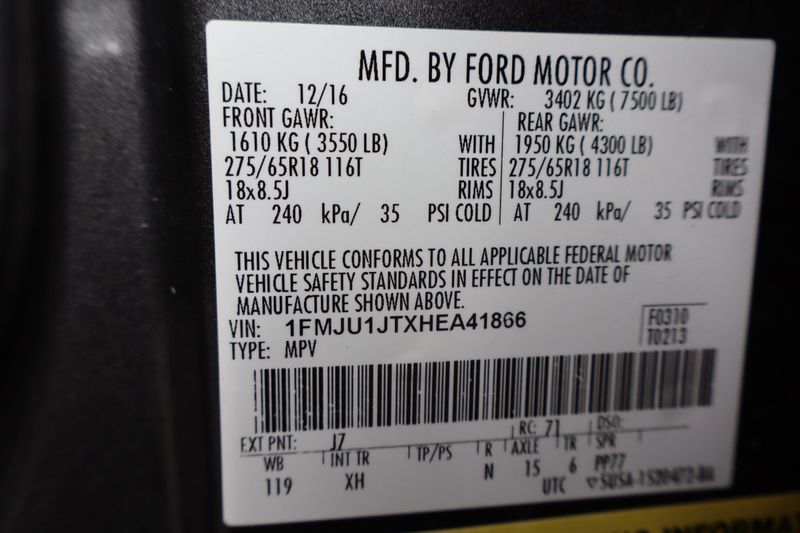 MFD. BY FORD MOTOR CO.
DATE: 12/16 GVWR: 3402 KG ( 7500 LB)
FRONT GAWR: REAR GAWR:
1610 KG ( 3550 LB) WITH 1950 KG ( 4300 LB) WITH
275/65R18 116T TIRES 275/65R18 116T TIRES
18x8.5J RIMS 18x8.5J RIMS
AT 240 kPa/ 35 PSI COLD AT 240 kPa/ 35 PSI COLD
THIS VEHICLE CONFORMS TO ALL APPLICABLE FEDERAL MOTOR
VEHICLE SAFETY STANDARDS IN EFFECT ON THE DATE OF
MANUFACTURE SHOWN ABOVE.
VIN: 1FMJU1JTXHEA41866 F0310
TYPE: MPV T0213
EXT PNT: J7 RC: 71 DSO:
WB INT TR TP/PS R AXLE TR SPR
119 XH N 15 6 PP77
UTC
INFORMAT